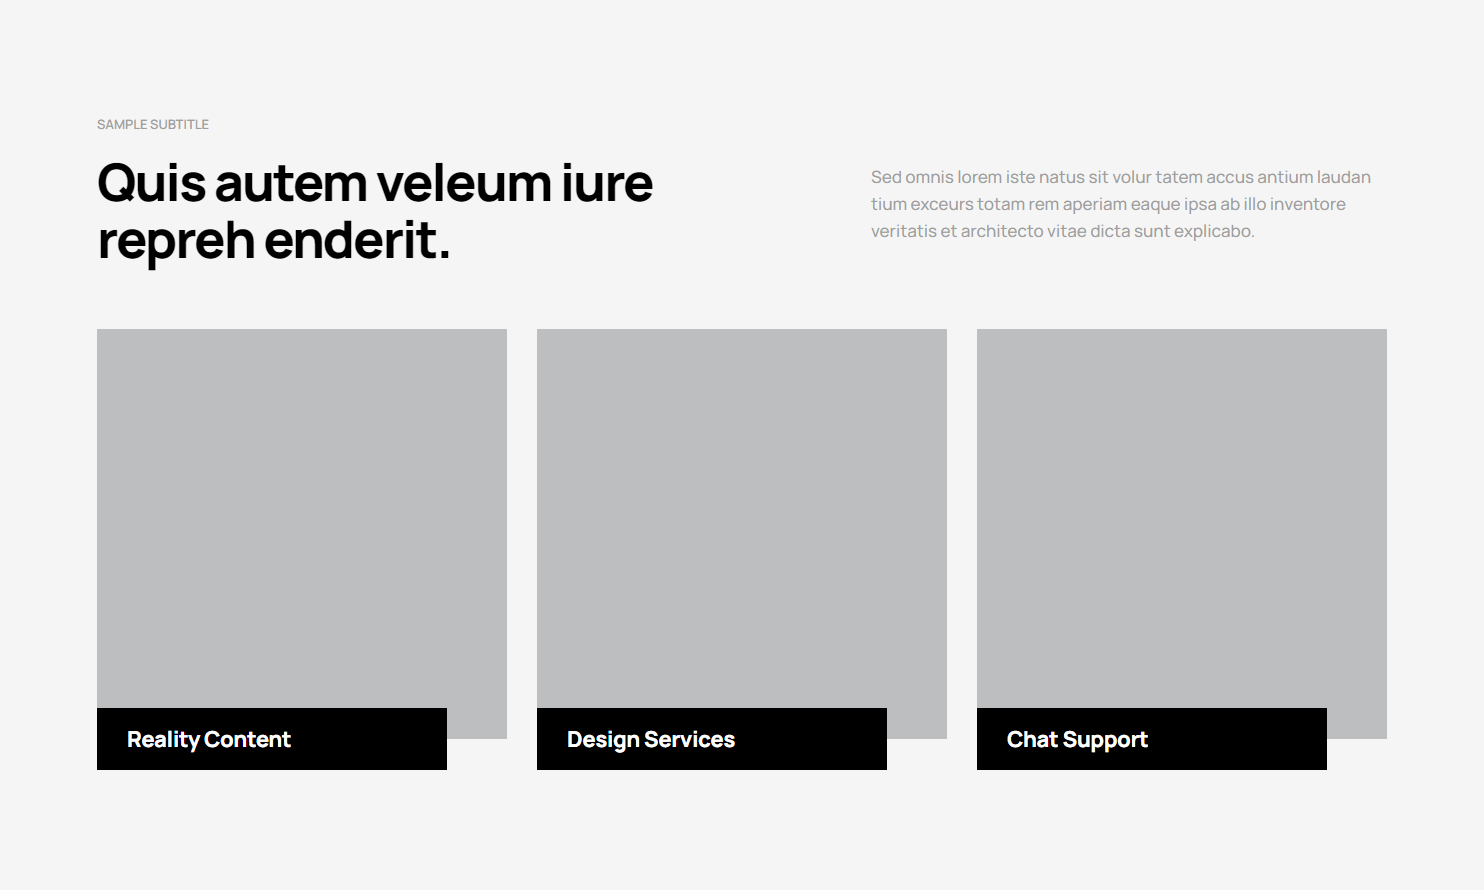 SAMPLE SUBTITLE
Quis autem veleum iure
repreh enderit.
Sed omnis lorem iste natus sit volur tatem accus antium laudan
tium exceurs totam rem aperiam eaque ipsa ab illo inventore
veritatis et architecto vitae dicta sunt explicabo.
Reality Content
Design Services
Chat Support